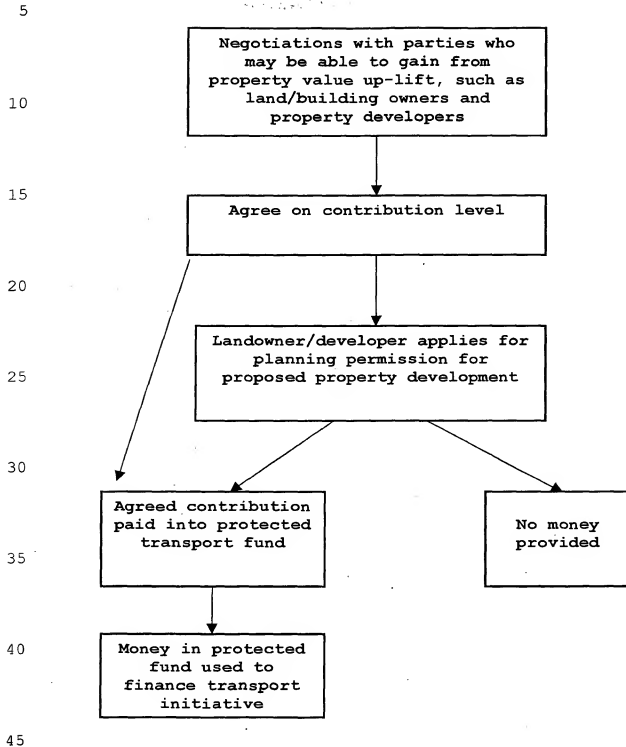 5
Negotiations with parties who
may be able to gain from
property value up-lift, such as
10
land/building owners and
property developers
15
Agree on contribution level
20
Landowner/developer applies for
planning permission for
25
proposed property development
30
Agreed contribution
paid into protected
transport fund
No money
provided
35
40
Money in protected
fund used to
finance transport
initiative
45